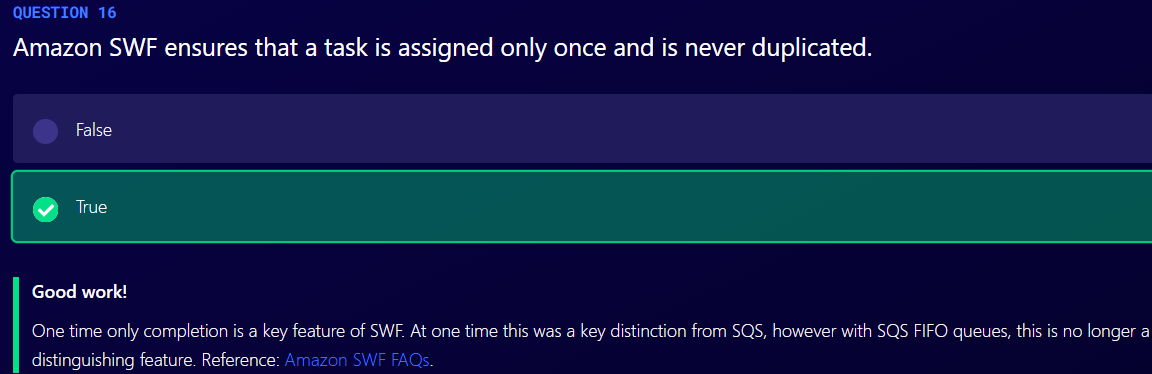 QUESTION 16
Amazon SWF ensures that a task is assigned only once and is never duplicated.
False
True
Good work!
One time only completion is a key feature of SWF. At one time this was a key distinction from SQS, however with SQS FIFO queues, this is no longer a
distinguishing feature. Reference: Amazon SWF FAQs.